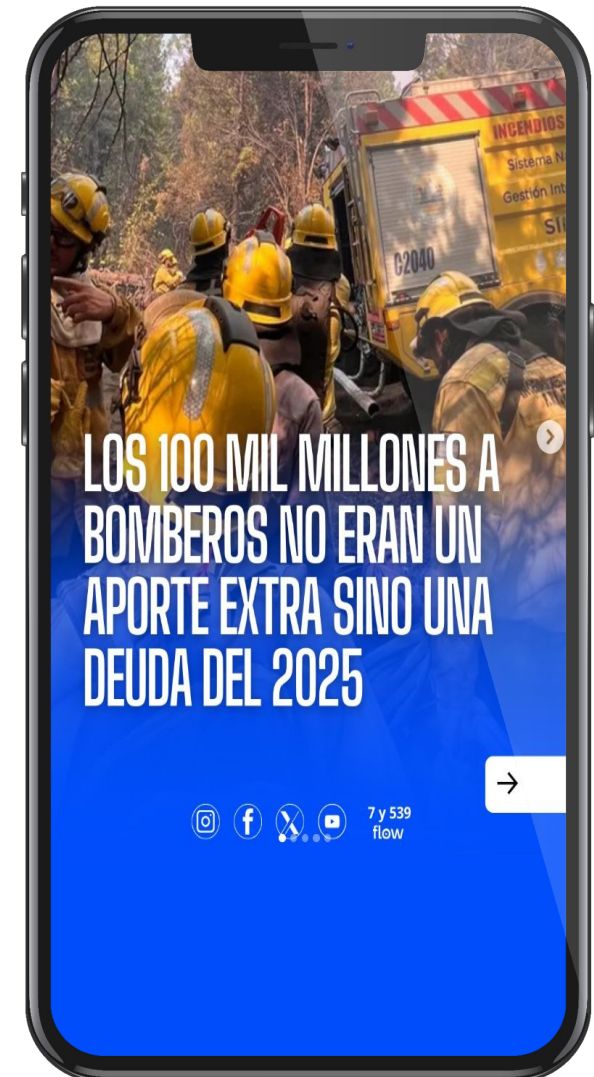 INCENDIOS
Sistema N
Gestión Int
C2040
LOS 100 MIL MILLONES A
BOMBEROS NO ERAN UN
APORTE EXTRA SINO UNA
DEUDA DEL 2025
7 y 539
flow